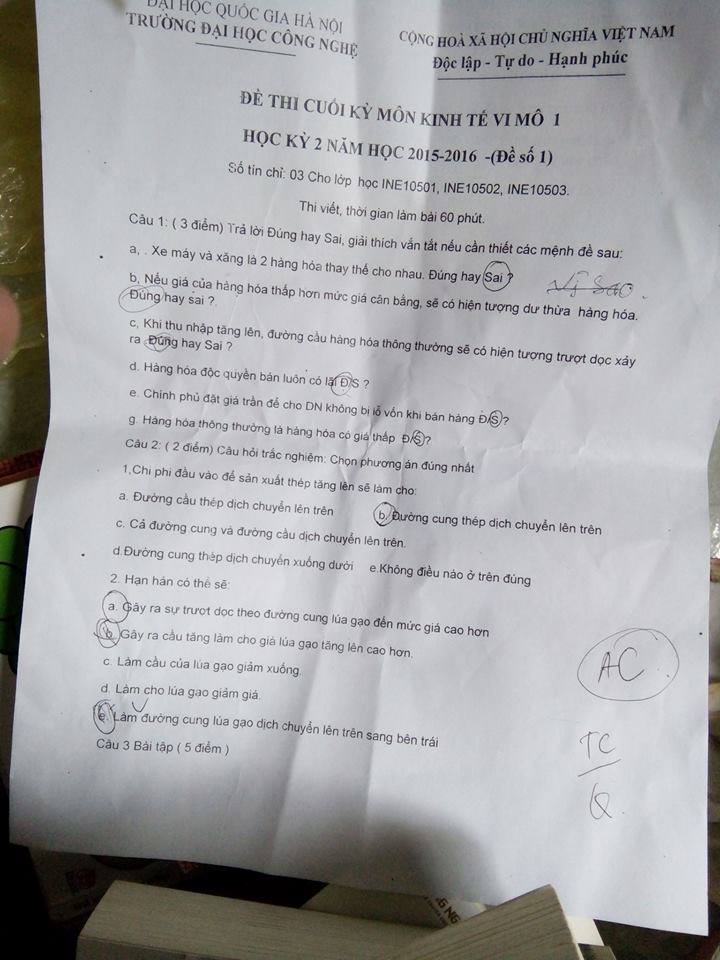 ĐẠI HỌC QUỐC GIA HÀ NỘI
TRƯỜNG ĐẠI HỌC CÔNG NGHỆ
CỘNG HOÀ XÃ HỘI CHỦ NGHĨA VIỆT NAM
Độc lập - Tự do - Hạnh phúc
ĐỀ THI CUỐI KỲ MÔN KINH TẾ VI MÔ 1
HỌC KỲ 2 NĂM HỌC 2015-2016 -(Đề số 1)
Số tín chỉ: 03 Cho lớp học INE10501, INE10502, INE10503.
Thi viết, thời gian làm bài 60 phút.
Câu 1: ( 3 điểm) Trả lời Đúng hay Sai, giải thích vắn tắt nếu cần thiết các mệnh đề sau:
a, . Xe máy và xăng là 2 hàng hóa thay thế cho nhau. Đúng hay Sai ?
Vì sao.
b, Nếu giá của hàng hóa thấp hơn mức giá cân bằng, sẽ có hiện tượng dư thừa hàng hóa.
Đúng hay sai ?.
c, Khi thu nhập tăng lên, đường cầu hàng hóa thông thường sẽ có hiện tượng trượt dọc xảy
ra Đúng hay Sai ?
d. Hàng hóa độc quyền bán luôn có lãi Đ/S ?
e. Chính phủ đặt giá trần để cho DN không bị lỗ vốn khi bán hàng Đ/S ?
g. Hàng hóa thông thường là hàng hóa có giá thấp Đ/S ?
Câu 2: ( 2 điểm) Câu hỏi trắc nghiệm: Chọn phương án đúng nhất
1,Chi phí đầu vào để sản xuất thép tăng lên sẽ làm cho:
a. Đường cầu thép dịch chuyển lên trên b. Đường cung thép dịch chuyển lên trên
c. Cả đường cung và đường cầu dịch chuyển lên trên.
d.Đường cung thép dịch chuyển xuống dưới e.Không điều nào ở trên đúng
2. Hạn hán có thể sẽ:
a. Gây ra sự trượt dọc theo đường cung lúa gạo đến mức giá cao hơn
b. Gây ra cầu tăng làm cho giá lúa gạo tăng lên cao hơn.
c. Làm cầu của lúa gạo giảm xuống.
d. Làm cho lúa gạo giảm giá.
e. Làm đường cung lúa gạo dịch chuyển lên trên sang bên trái
Câu 3 Bài tập ( 5 điểm )
AC
TC
Q